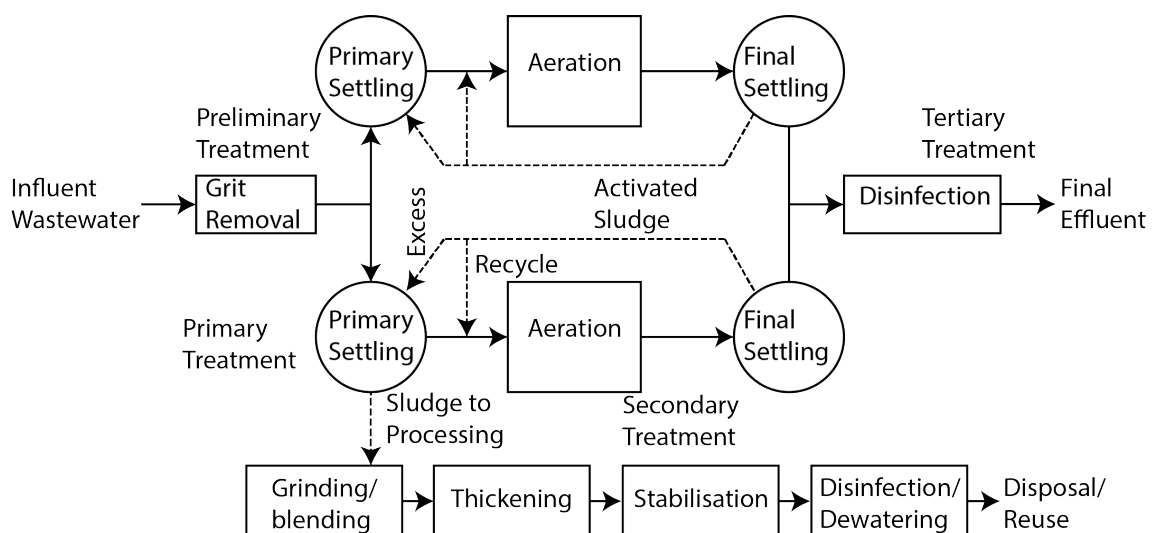 Primary
Settling
Aeration
Final
Settling
Preliminary
Treatment
Tertiary
Treatment
Influent
Wastewater
Grit
Removal
Excess
Activated
Sludge
Disinfection
Final
Effluent
Recycle
Primary
Treatment
Primary
Settling
Aeration
Final
Settling
Sludge to
Processing
Secondary
Treatment
Grinding/
blending
Thickening
Stabilisation
Disinfection/
Dewatering
Disposal/
Reuse